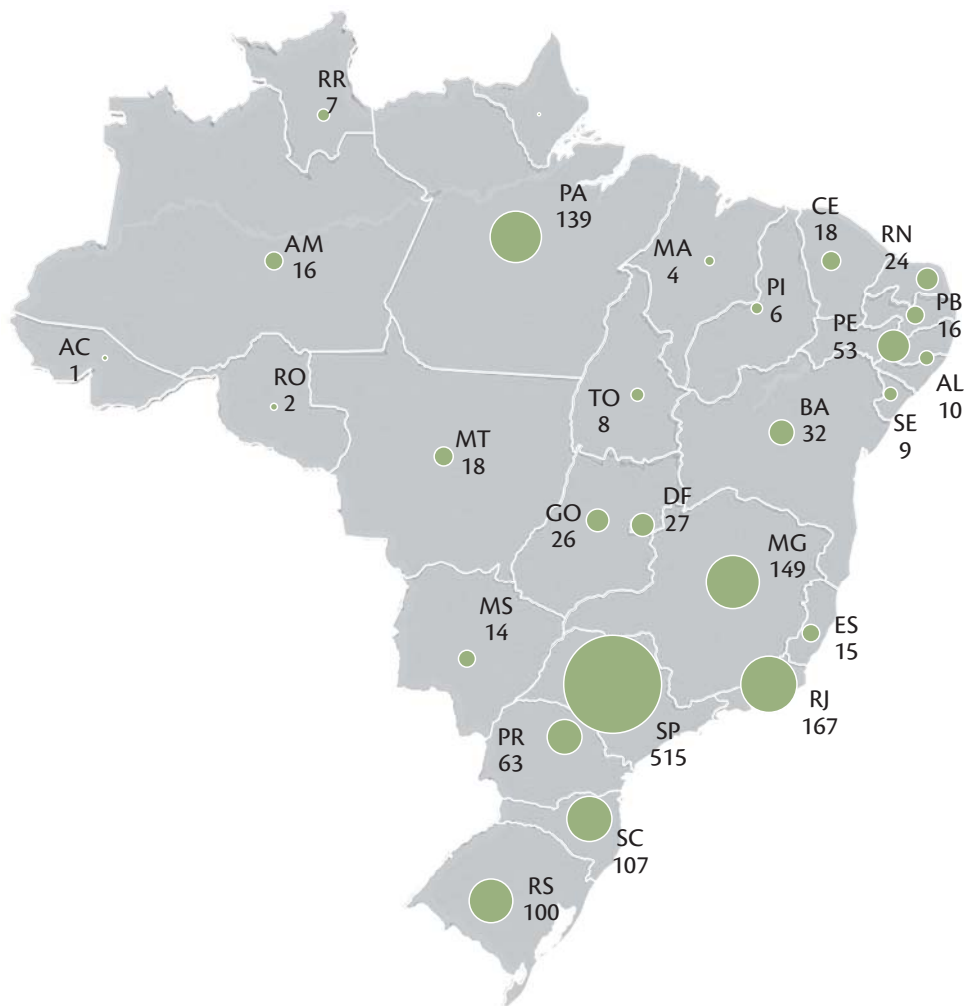 RR
7
PA
139
CE
18
RN
24
AM
16
MA
4
PI
6
PB
16
PE
53
AC
1
RO
2
TO
8
BA
32
AL
10
SE
9
MT
18
GO
26
DF
27
MG
149
MS
14
ES
15
RJ
167
SP
515
PR
63
SC
107
RS
100